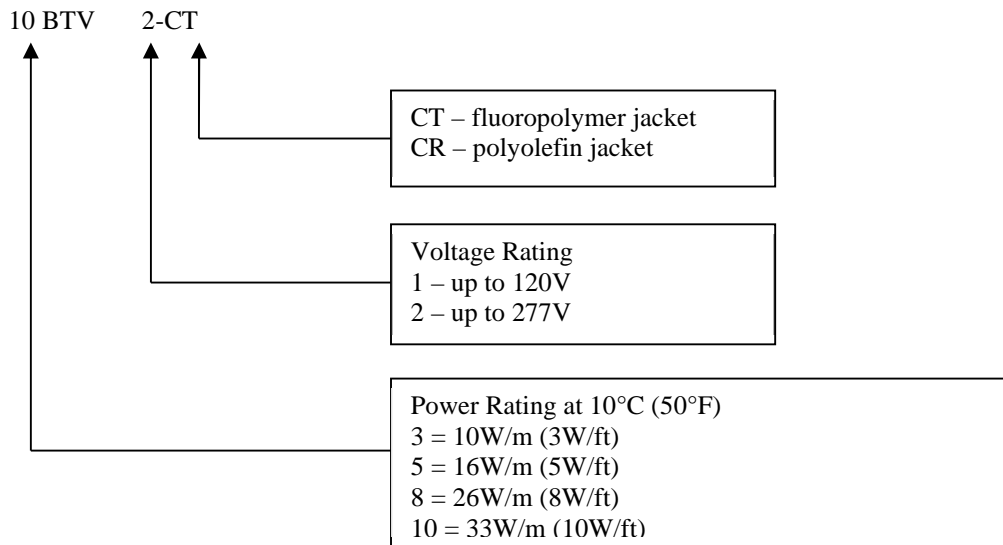 10 BTV 2-CT
CT – fluoropolymer jacket
CR – polyolefin jacket
Voltage Rating
1 – up to 120V
2 – up to 277V
Power Rating at 10°C (50°F)
3 = 10W/m (3W/ft)
5 = 16W/m (5W/ft)
8 = 26W/m (8W/ft)
10 = 33W/m (10W/ft)